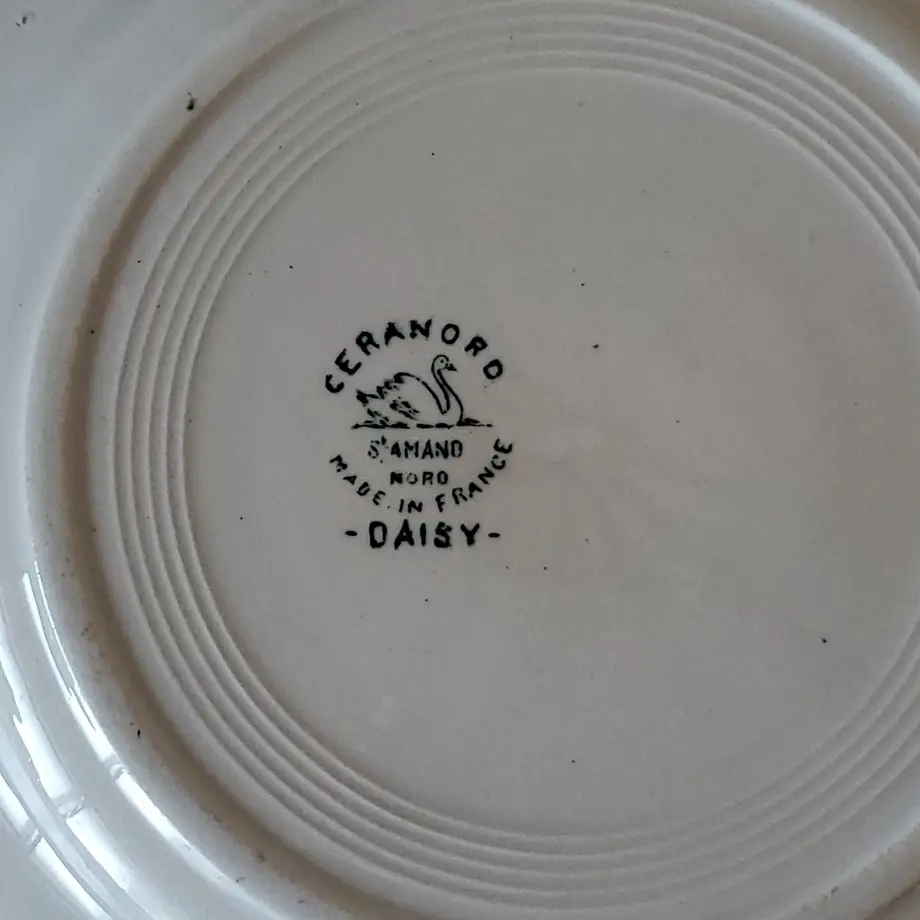 CERANORD
St AMAND
NORD
MADE IN FRANCE
- DAISY -